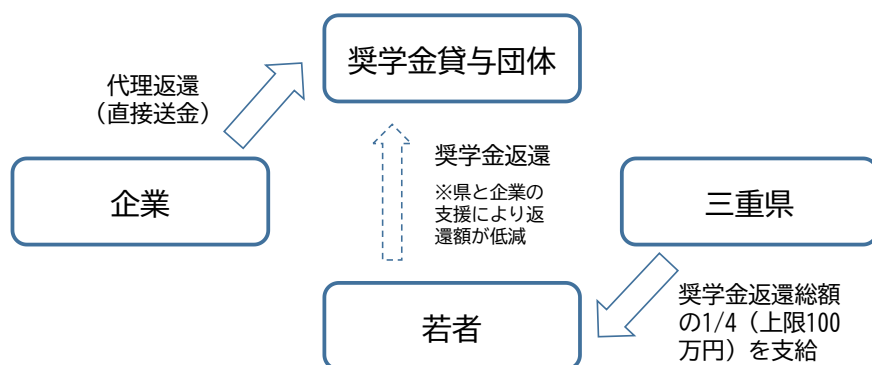 奨学金貸与団体
代理返還
(直接送金)
企業
奨学金返還
※県と企業の
支援により返
還額が低減
三重県
若者
奨学金返還総額
の1/4（上限100
万円）を支給